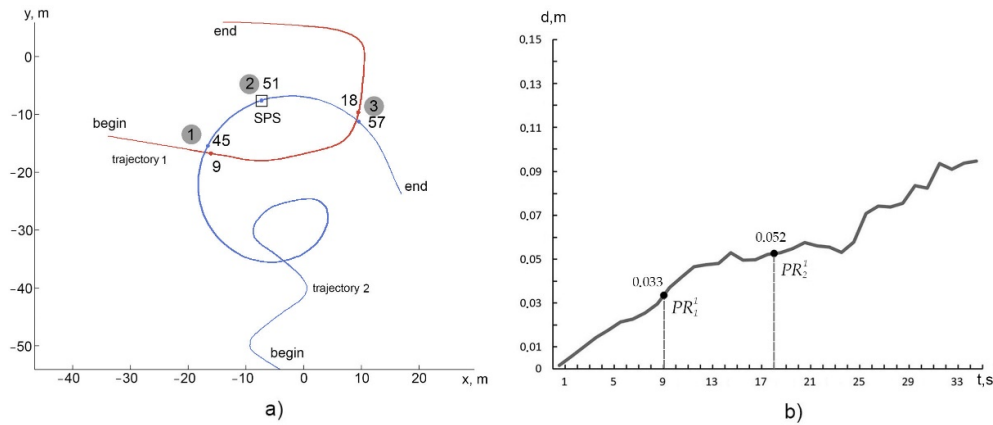 y, m
end
0
2 51
−10
SPS
18 3
57
begin
1 45
9
trajectory 1
−20
end
−30
trajectory 2
−40
−50
begin
−40 −30 −20 −10 0 10 20 x, m
a)
d,m
0,15
0,13
0,11
0,09
0,07
0.052
0,05
PR₂¹
0.033
0,03
PR₁¹
0,01
0
1 5 9 13 17 21 25 29 33 t,s
b)